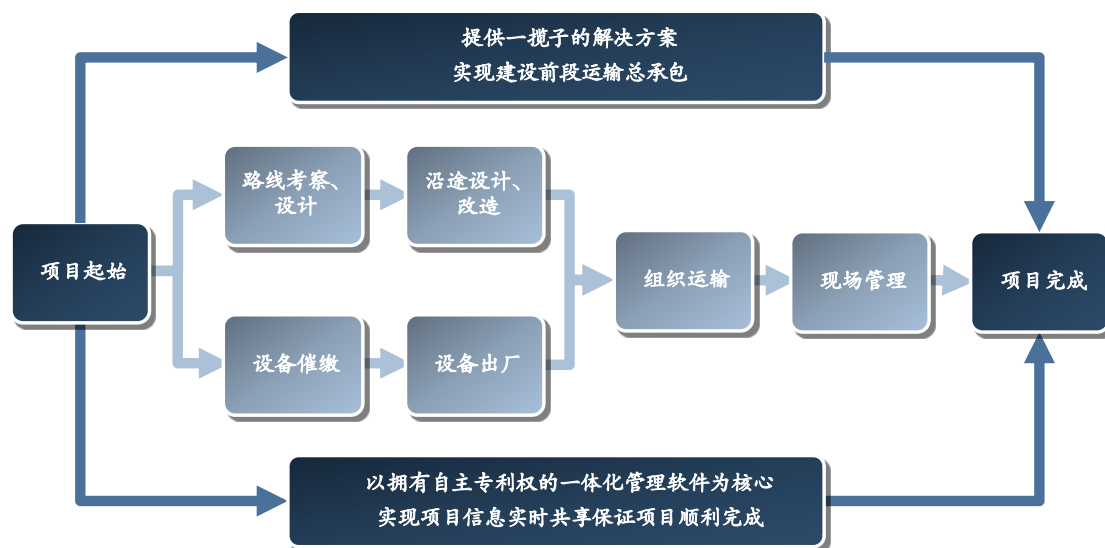 提供一揽子的解决方案
实现建设前段运输总承包
路线考察、
设计
沿途设计、
改造
项目起始
组织运输
现场管理
项目完成
设备催缴
设备出厂
以拥有自主专利权的一体化管理软件为核心
实现项目信息实时共享保证项目顺利完成